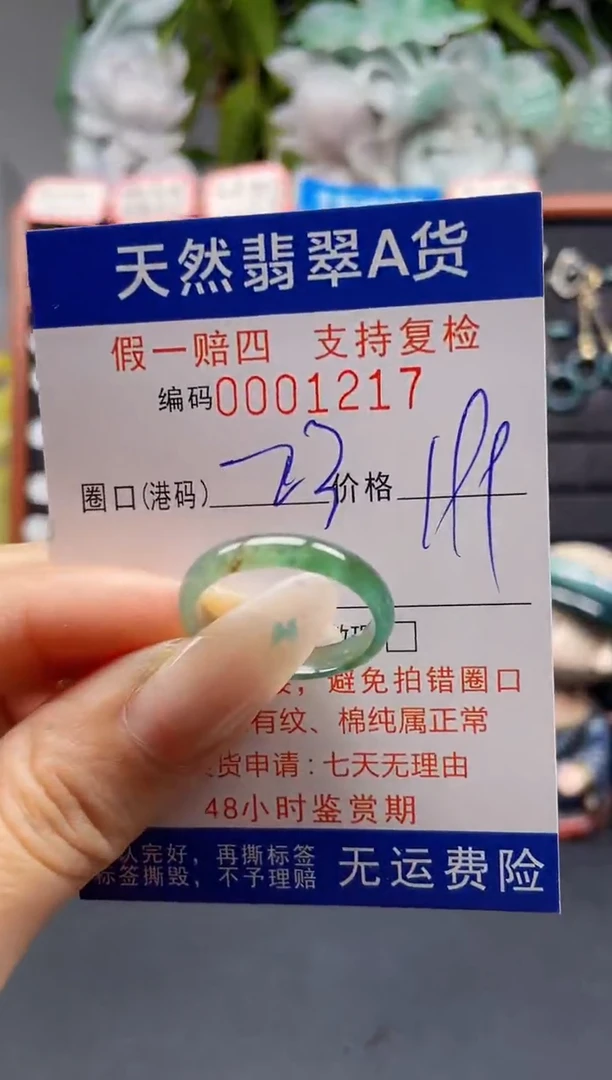 天然翡翠A货
假一赔四 支持复检
编码0001217
圈口(港码) 23 价格
，避免拍错圈口
有纹、棉纯属正常
货申请：七天无理由
48小时鉴赏期
认完好，再撕标签
标签撕毁，不予理赔
无运费险